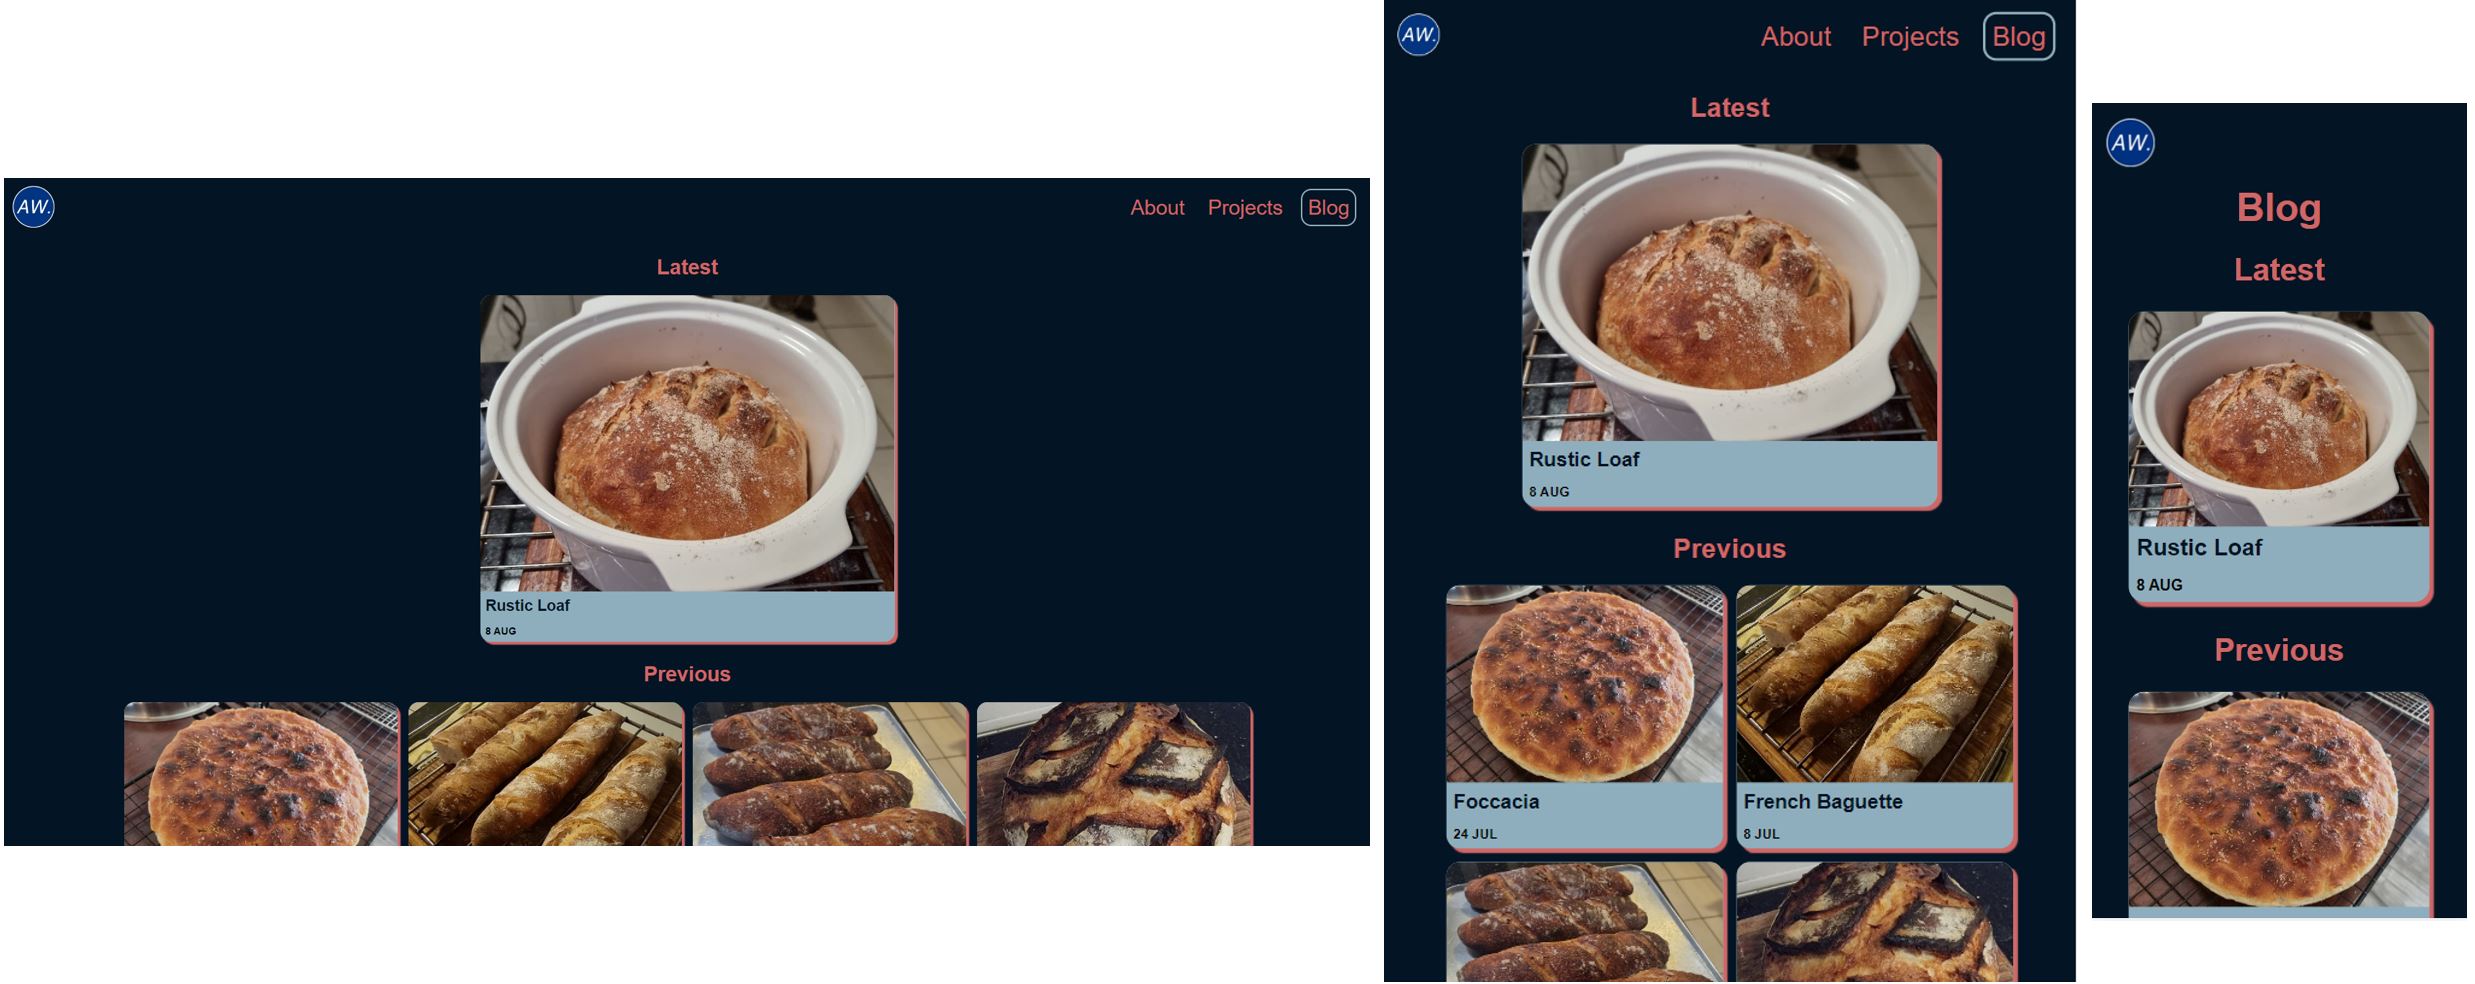 AW.
About Projects Blog
Latest
Rustic Loaf
8 AUG
Previous
AW.
About Projects Blog
Latest
Rustic Loaf
8 AUG
Previous
Foccacia French Baguette
24 JUL 8 JUL
AW.
Blog
Latest
Rustic Loaf
8 AUG
Previous